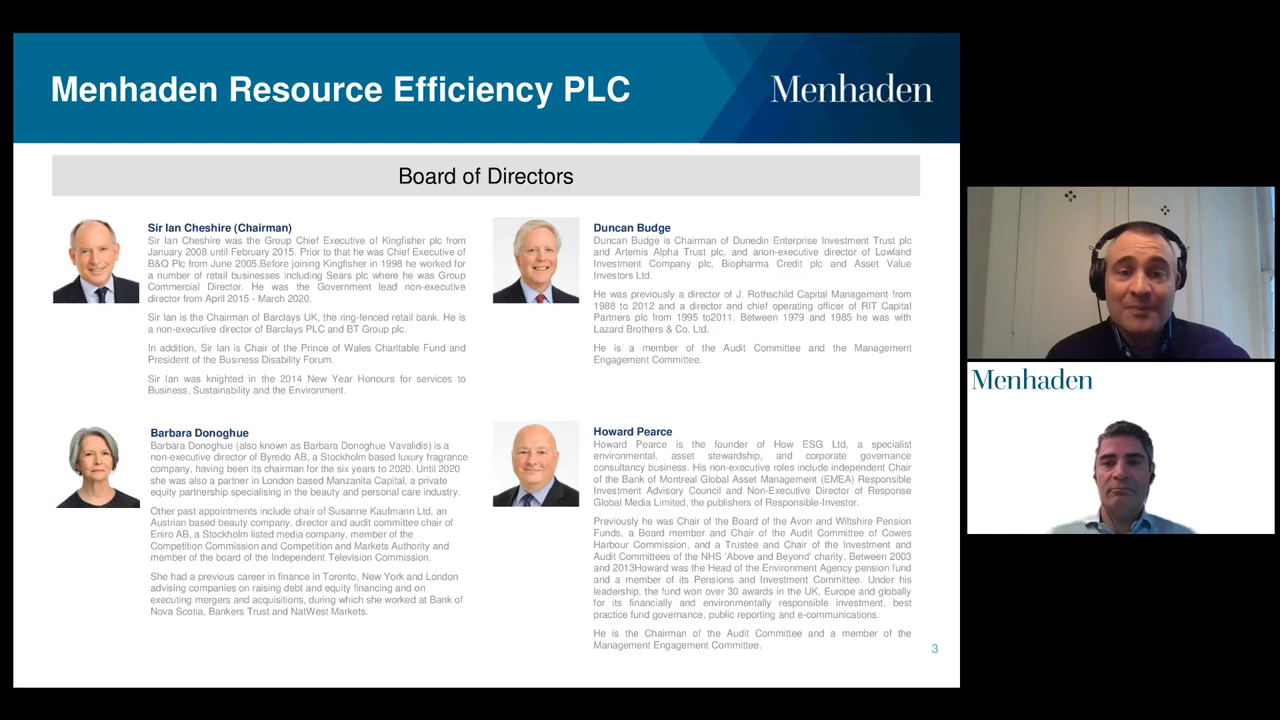 Menhaden Resource Efficiency PLC
Menhaden
Board of Directors
Sir Ian Cheshire (Chairman)
Sir Ian Cheshire was the Group Chief Executive of Kingfisher plc from
January 2008 until February 2015. Prior to that he was Chief Executive of
B&Q Plc from June 2005.Before joining Kingfisher in 1998 he worked for
a number of retail businesses including Sears plc where he was Group
Commercial Director. He was the Government lead non-executive
director from April 2015 - March 2020.
Sir Ian is the Chairman of Barclays UK, the ring-fenced retail bank. He is
a non-executive director of Barclays PLC and BT Group plc.
In addition, Sir Ian is Chair of the Prince of Wales Charitable Fund and
President of the Business Disability Forum.
Sir Ian was knighted in the 2014 New Year Honours for services to
Business, Sustainability and the Environment.
Duncan Budge
Duncan Budge is Chairman of Dunedin Enterprise Investment Trust plc
and Artemis Alpha Trust plc, and anon-executive director of Lowland
Investment Company plc, Biopharma Credit plc and Asset Value
Investors Ltd.
He was previously a director of J. Rothschild Capital Management from
1988 to 2012 and a director and chief operating officer of RIT Capital
Partners plc from 1995 to2011. Between 1979 and 1985 he was with
Lazard Brothers & Co. Ltd.
He is a member of the Audit Committee and the Management
Engagement Committee.
Barbara Donoghue
Barbara Donoghue (also known as Barbara Donoghue Vavalidis) is a
non-executive director of Byredo AB, a Stockholm based luxury fragrance
company, having been its chairman for the six years to 2020. Until 2020
she was also a partner in London based Manzanita Capital, a private
equity partnership specialising in the beauty and personal care industry.
Other past appointments include chair of Susanne Kaufmann Ltd, an
Austrian based beauty company, director and audit committee chair of
Eniro AB, a Stockholm listed media company, member of the
Competition Commission and Competition and Markets Authority and
member of the board of the Independent Television Commission.
She had a previous career in finance in Toronto, New York and London
advising companies on raising debt and equity financing and on
executing mergers and acquisitions, during which she worked at Bank of
Nova Scotia, Bankers Trust and NatWest Markets.
Howard Pearce
Howard Pearce is the founder of How ESG Ltd, a specialist
environmental, asset stewardship, and corporate governance
consultancy business. His non-executive roles include independent Chair
of the Bank of Montreal Global Asset Management (EMEA) Responsible
Investment Advisory Council and Non-Executive Director of Response
Global Media Limited, the publishers of Responsible-Investor.
Previously he was Chair of the Board of the Avon and Wiltshire Pension
Funds, a Board member and Chair of the Audit Committee of Cowes
Harbour Commission, and a Trustee and Chair of the Investment and
Audit Committees of the NHS 'Above and Beyond' charity. Between 2003
and 2013Howard was the Head of the Environment Agency pension fund
and a member of its Pensions and Investment Committee. Under his
leadership, the fund won over 30 awards in the UK, Europe and globally
for its financially and environmentally responsible investment, best
practice fund governance, public reporting and e-communications.
He is the Chairman of the Audit Committee and a member of the
Management Engagement Committee.
3
Menhaden